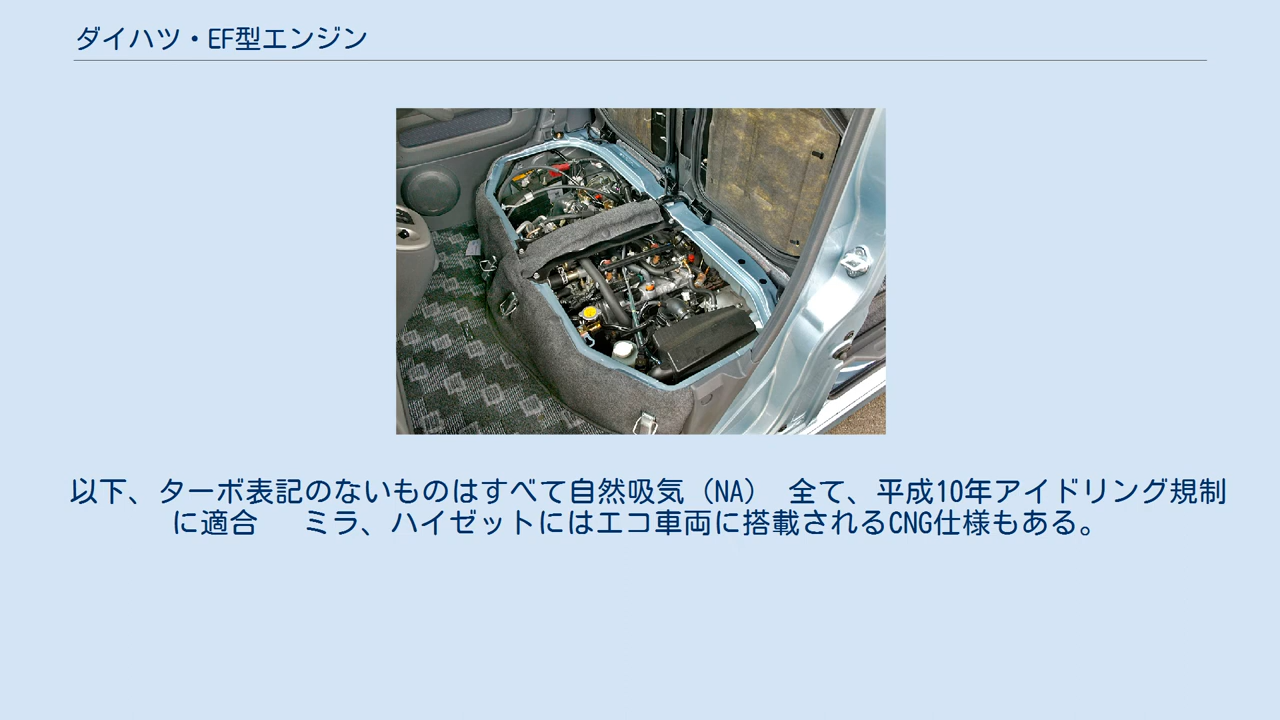 ダイハツ・EF型エンジン
以下、ターボ表記のないものはすべて自然吸気（NA） 全て、平成10年アイドリング規制
に適合　 ミラ、ハイゼットにはエコ車両に搭載されるCNG仕様もある。